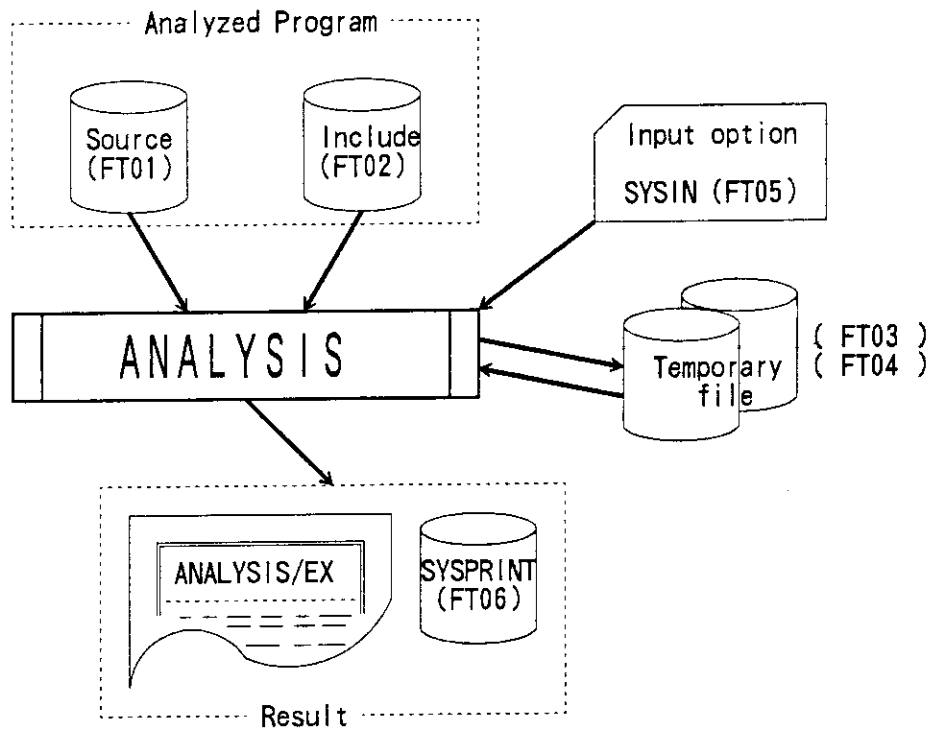 Analyzed Program
Source
(FT01)
Include
(FT02)
Input option
SYSIN (FT05)
ANALYSIS
Temporary
file
( FT03 )
( FT04 )
ANALYSIS/EX
SYSPRINT
(FT06)
Result